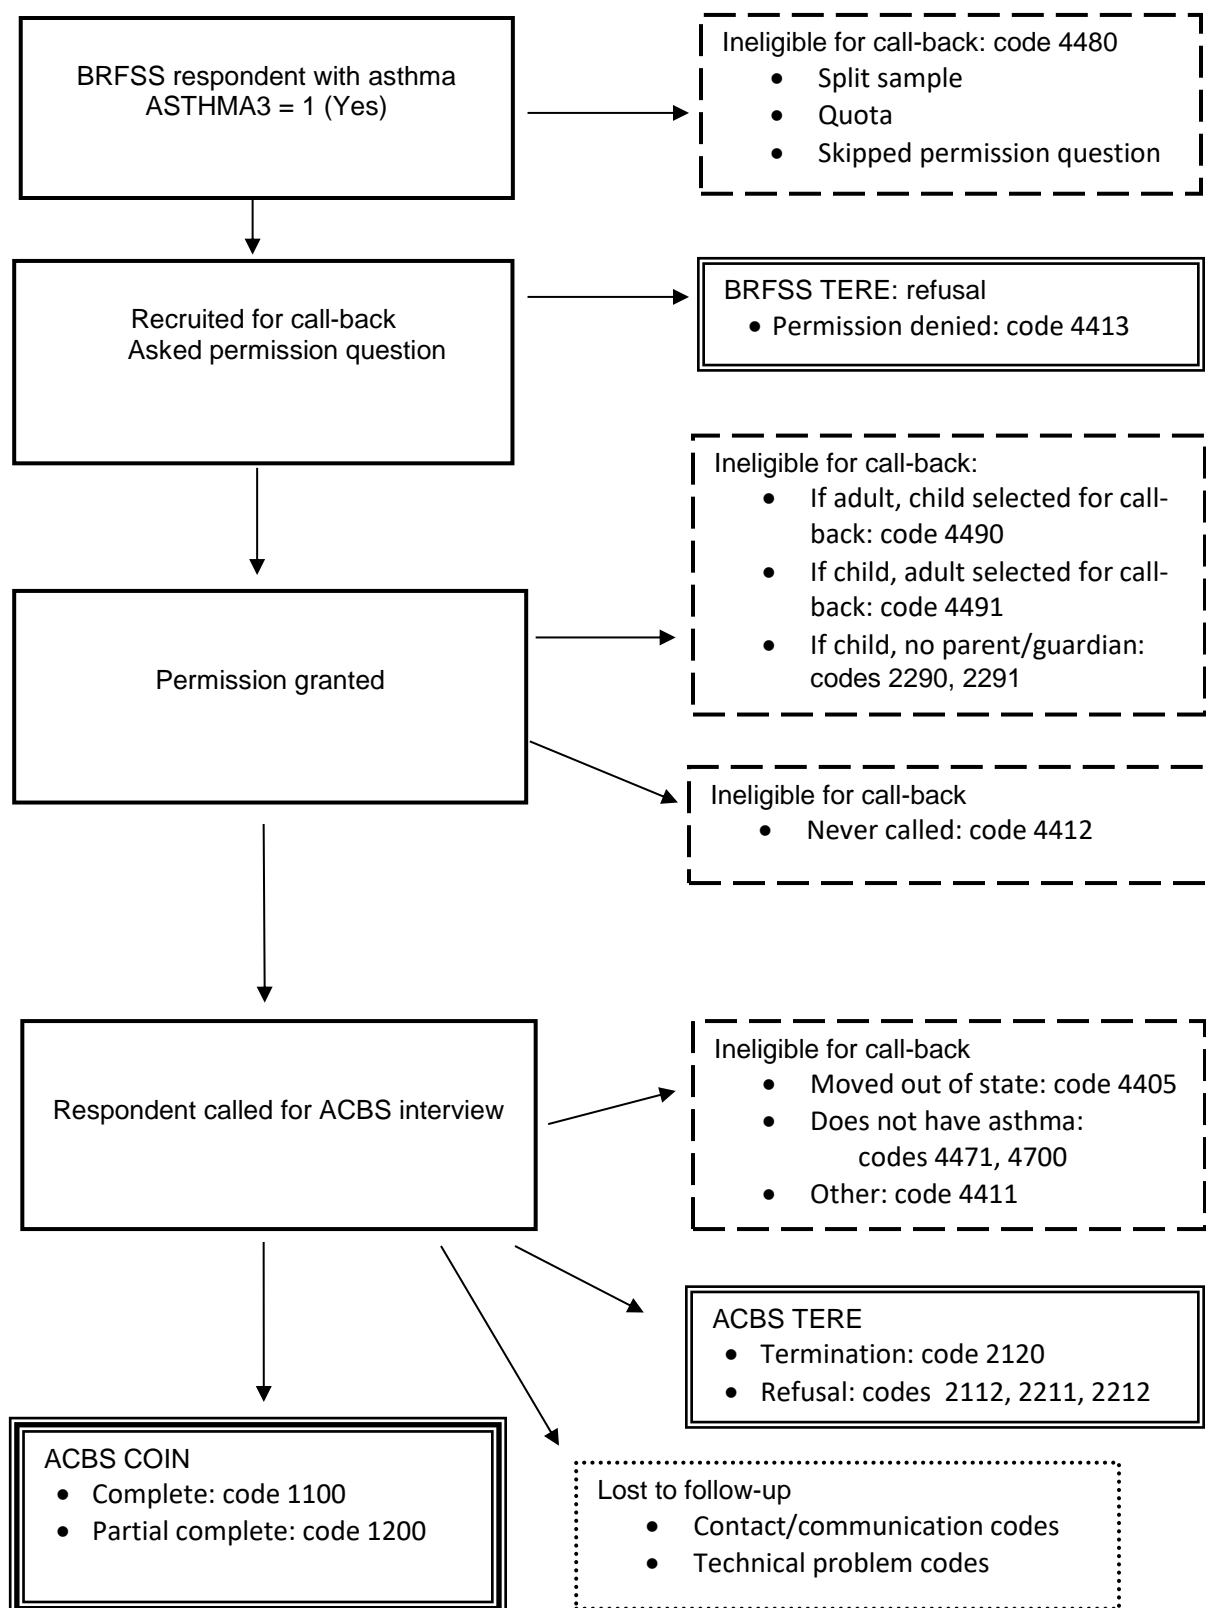 BRFSS respondent with asthma
ASTHMA3 = 1 (Yes)
Ineligible for call-back: code 4480
• Split sample
• Quota
• Skipped permission question
Recruited for call-back
Asked permission question
BRFSS TERE: refusal
• Permission denied: code 4413
Ineligible for call-back:
• If adult, child selected for call-
back: code 4490
• If child, adult selected for call-
back: code 4491
• If child, no parent/guardian:
codes 2290, 2291
Permission granted
Ineligible for call-back
• Never called: code 4412
Respondent called for ACBS interview
Ineligible for call-back
• Moved out of state: code 4405
• Does not have asthma:
codes 4471, 4700
• Other: code 4411
ACBS TERE
• Termination: code 2120
• Refusal: codes 2112, 2211, 2212
ACBS COIN
• Complete: code 1100
• Partial complete: code 1200
Lost to follow-up
• Contact/communication codes
• Technical problem codes